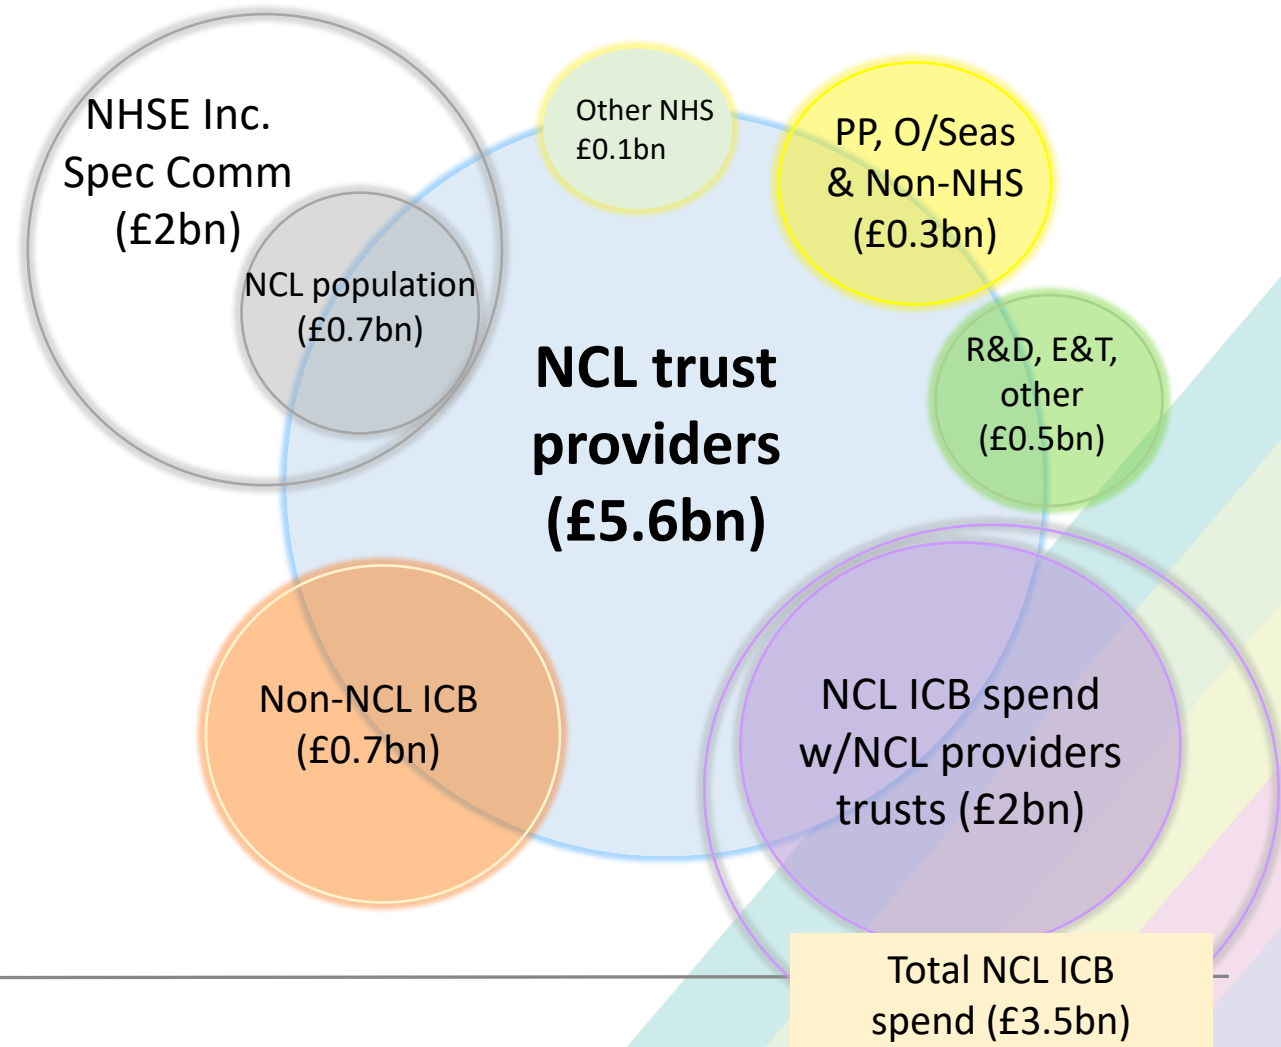 NHSE Inc.
Spec Comm
(£2bn)
NCL population
(£0.7bn)
Other NHS
£0.1bn
PP, O/Seas
& Non-NHS
(£0.3bn)
R&D, E&T,
other
(£0.5bn)
NCL trust
providers
(£5.6bn)
Non-NCL ICB
(£0.7bn)
NCL ICB spend
w/NCL providers
trusts (£2bn)
Total NCL ICB
spend (£3.5bn)